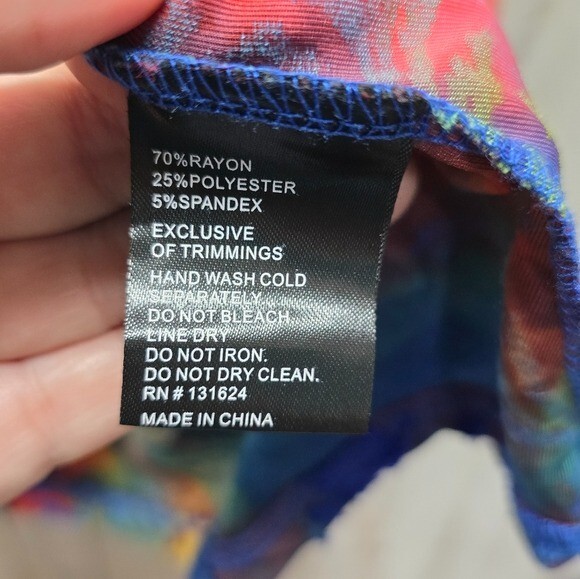 70%RAYON
25%POLYESTER
5%SPANDEX
EXCLUSIVE
OF TRIMMINGS
HAND WASH COLD
SEPARATELY
DO NOT BLEACH
LINE DRY
DO NOT IRON.
DO NOT DRY CLEAN.
RN # 131624
MADE IN CHINA